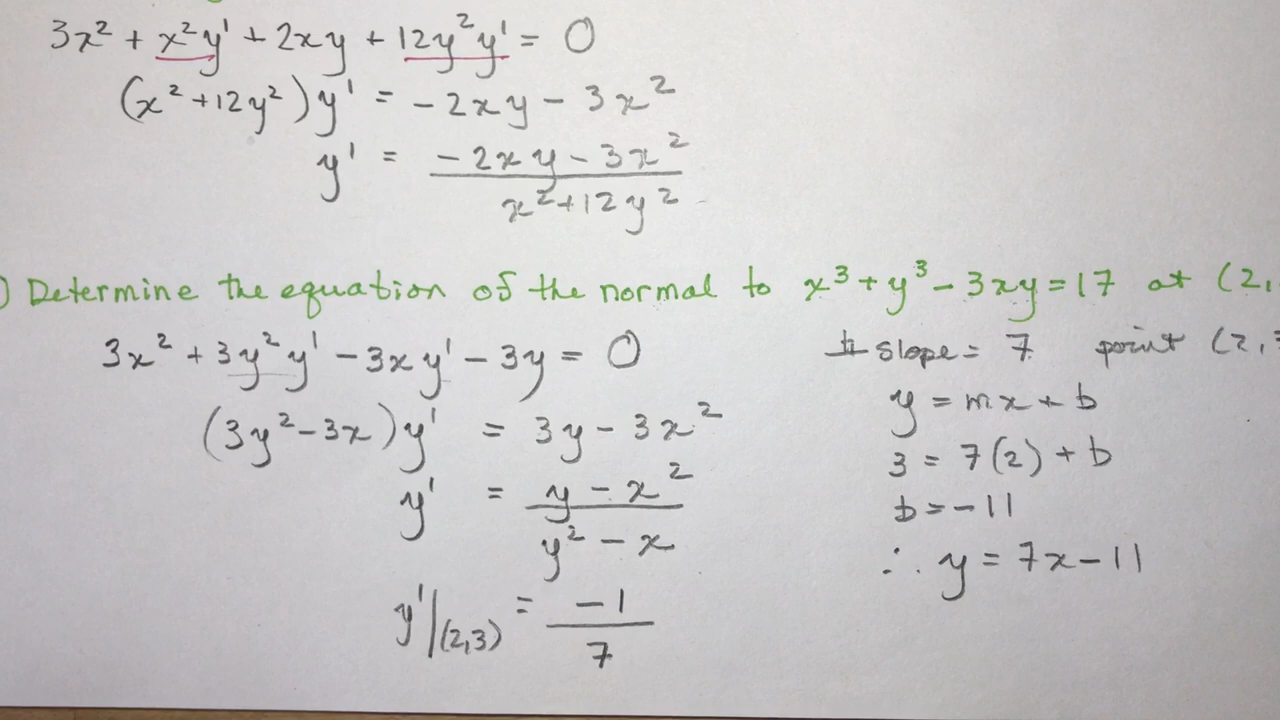 3x² + x²y' + 2xy + 12y²y' = 0
(x² + 12y²) y' = -2xy - 3x²
y' = (-2xy - 3x²) / (x² + 12y²)
) Determine the equation of the normal to x³ + y³ - 3xy = 17 at (2,
3x² + 3y²y' - 3xy' - 3y = 0
(3y² - 3x) y' = 3y - 3x²
y' = (y - x²) / (y² - x)
y'|(2,3) = -1/7
⊥ slope = 7 point (2,
y = mx + b
3 = 7(2) + b
b = -11
∴ y = 7x - 11